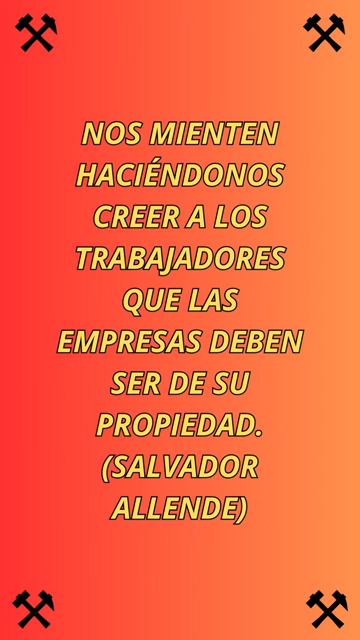 NOS MIENTEN
HACIÉNDONOS
CREER A LOS
TRABAJADORES
QUE LAS
EMPRESAS DEBEN
SER DE SU
PROPIEDAD.
(SALVADOR
ALLENDE)